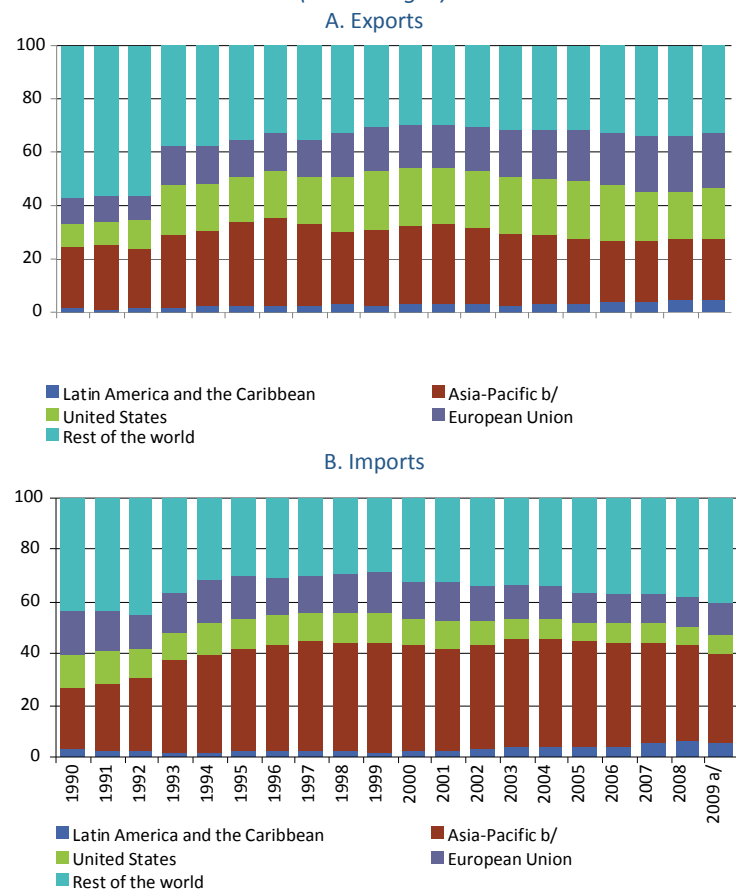 A. Exports
100
80
60
40
20
0
Latin America and the Caribbean
Asia-Pacific b/
United States
European Union
Rest of the world
B. Imports
100
80
60
40
20
0
1990
1991
1992
1993
1994
1995
1996
1997
1998
1999
2000
2001
2002
2003
2004
2005
2006
2007
2008
2009 a/
Latin America and the Caribbean
Asia-Pacific b/
United States
European Union
Rest of the world